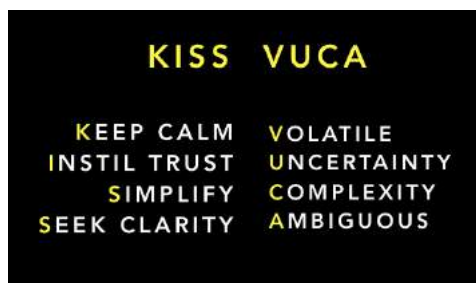 KISS VUCA
KEEP CALM VOLATILE
INSTIL TRUST UNCERTAINTY
SIMPLIFY COMPLEXITY
SEEK CLARITY AMBIGUOUS